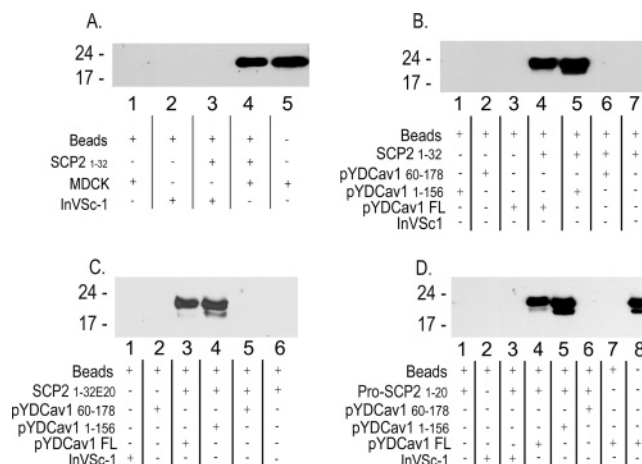 A.
24 -
17 -
1 2 3 4 5
Beads + + + + -
SCP2 1-32 - - + + -
MDCK + - - + +
InVSc-1 - + + - -
B.
24 -
17 -
1 2 3 4 5 6 7
Beads + + + + + + +
SCP2 1-32 - - - + + + +
pYDCav1 60-178 - + - - - + -
pYDCav1 1-156 + - - - + - -
pYDCav1 FL - - + + - - -
InVSc1 - - - - - - -
C.
24 -
17 -
1 2 3 4 5 6
Beads + + + + + +
SCP2 1-32E20 - - + + + +
pYDCav1 60-178 - + - - + -
pYDCav1 1-156 - - - + - -
pYDCav1 FL - - + - - -
InVSc-1 + - - - - -
D.
24 -
17 -
1 2 3 4 5 6 7 8
Beads + + + + + + + -
Pro-SCP2 1-20 + - + + + + - -
pYDCav1 60-178 - - - - - + - -
pYDCav1 1-156 - - - - + - - -
pYDCav1 FL - - - + - - + +
InVSc-1 - + + - - - - -